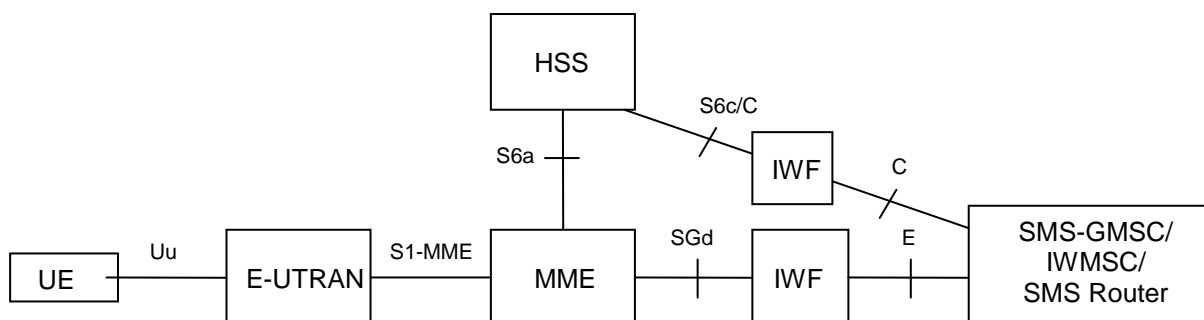 HSS
S6c/C
S6a
IWF
C
Uu
S1-MME
SGd
E
SMS-GMSC/
IWMSC/
SMS Router
UE
E-UTRAN
MME
IWF